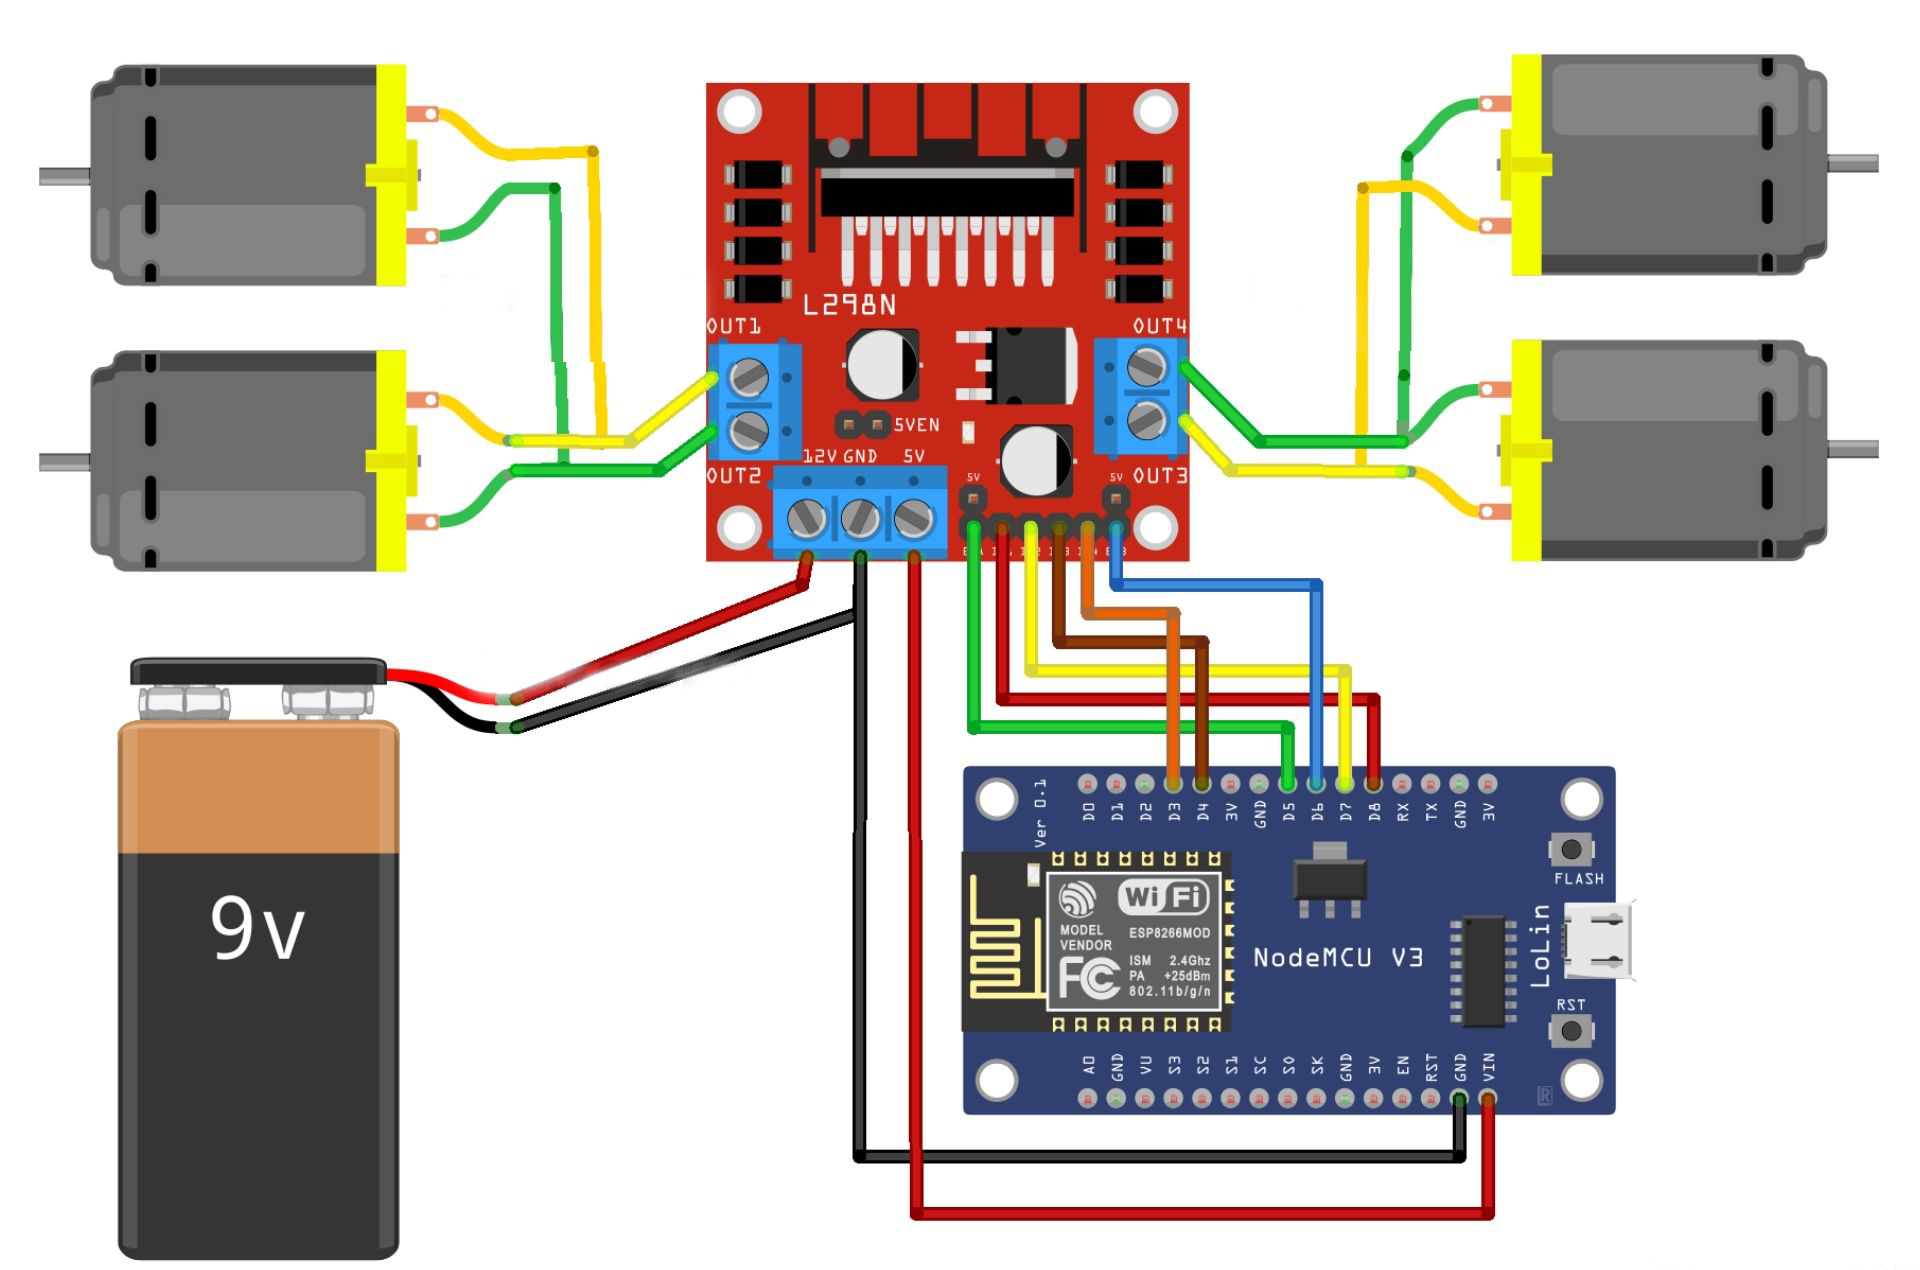 L298N
OUT1
OUT4
5VEN
12V GND 5V
OUT2
OUT3
5V
5V
9v
Ver 0.1
D0 D1 D2 D3 D4 3V GND D5 D6 D7 D8 RX TX GND 3V
FLASH
WiFi
MODEL
VENDOR
ESP8266MOD
FC
ISM 2.4Ghz
PA +25dBm
802.11b/g/n
NodeMCU V3
LoLin
RST
A0 GND VU S3 S2 S1 SC S0 SK GND 3V EN RST GND VIN
R